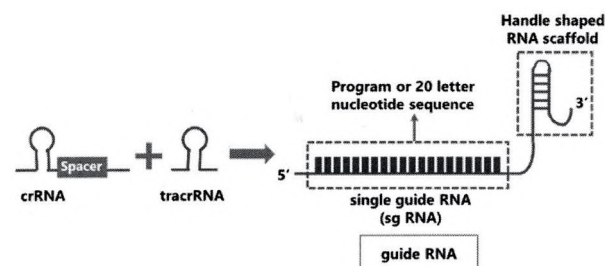 Handle shaped
RNA scaffold
Program or 20 letter
nucleotide sequence
3′
Spacer
5′
crRNA
tracrRNA
single guide RNA
(sg RNA)
guide RNA